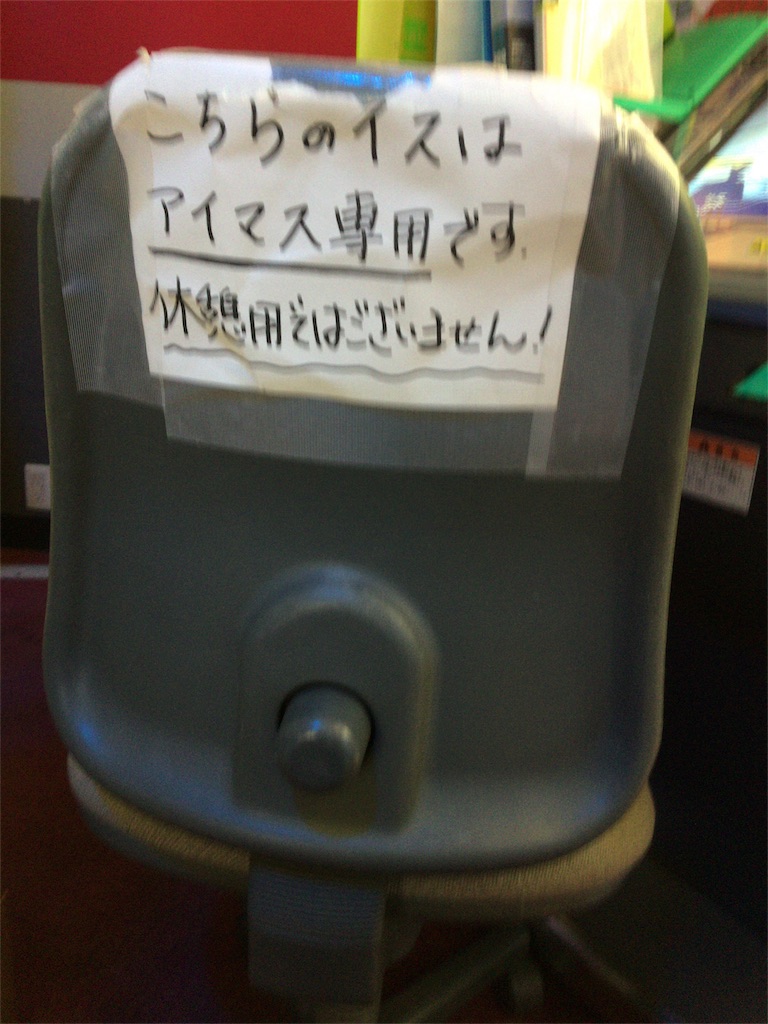 こちらのイスは
アイマス専用です。
休憩用ではございません!